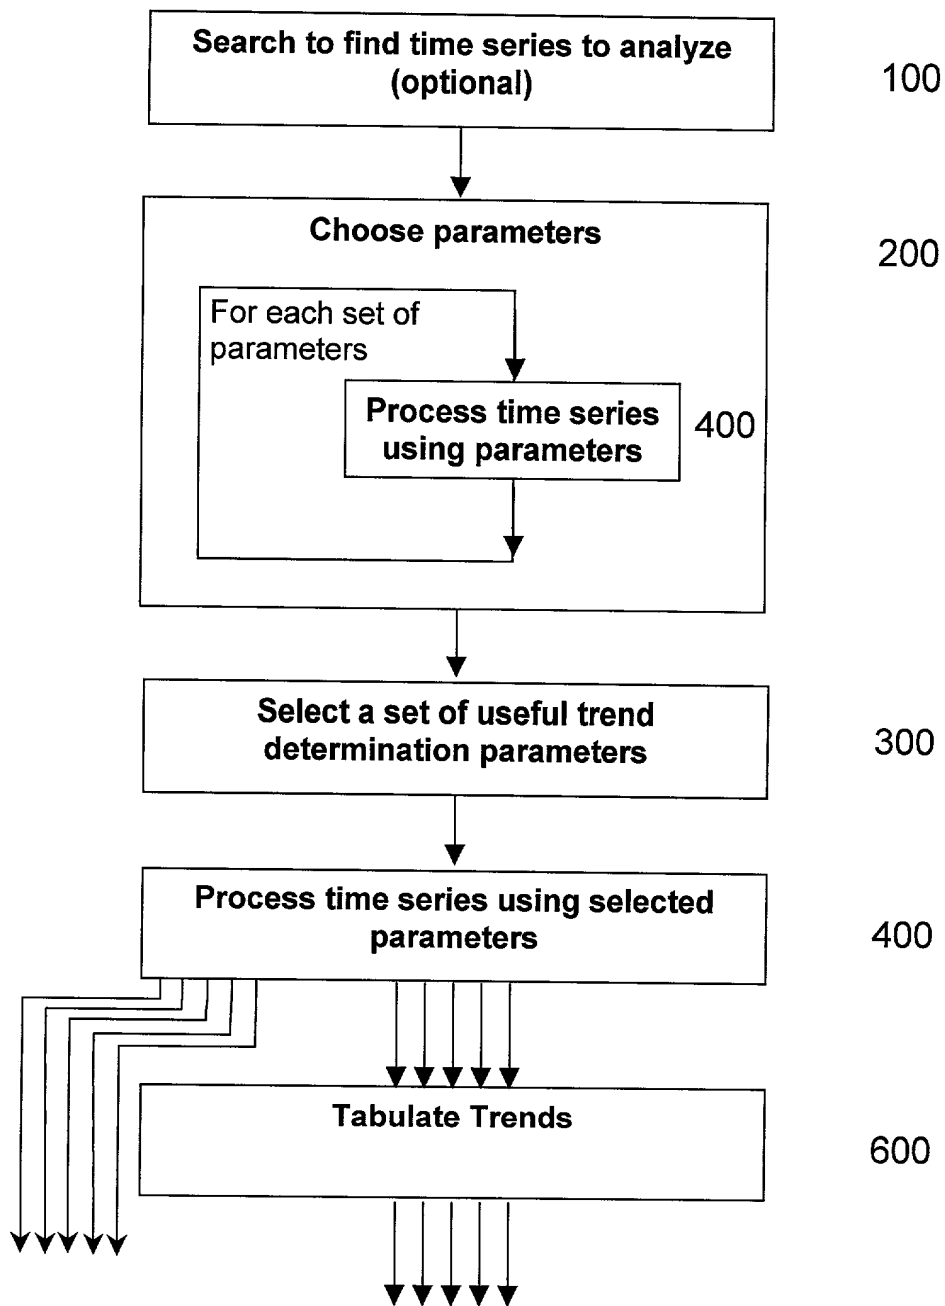 Search to find time series to analyze
(optional)
100
Choose parameters
200
For each set of
parameters
Process time series
using parameters
400
Select a set of useful trend
determination parameters
300
Process time series using selected
parameters
400
Tabulate Trends
600